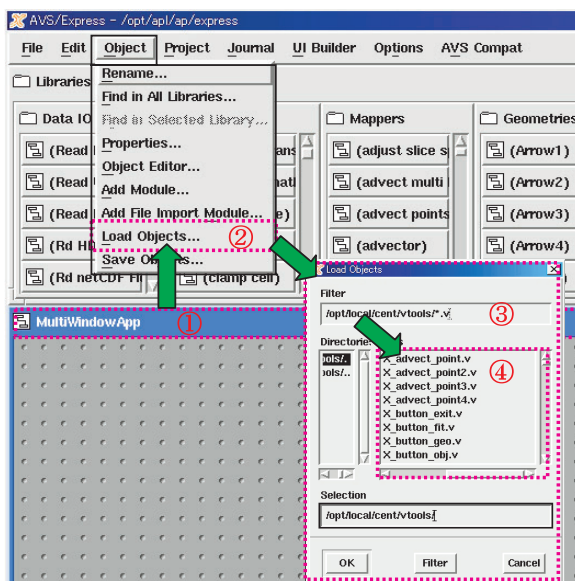 AVS/Express - /opt/apl/ap/express
File Edit Object Project Journal UI Builder Options AVS Compat
Libraries
Rename...
Find in All Libraries...
Find in Selected Library...
Properties...
Object Editor...
Add Module...
Add File Import Module...
Load Objects...
②
Save Objects...
Data IO
(Read
(Read
(Read
(Rd netCDF
(clamp cell)
Mappers
(adjust slice
(advect multi
(advect points
(advector)
Geometries
(Arrow1)
(Arrow2)
(Arrow3)
(Arrow4)
MultiWindowApp
①
Load Objects
Filter
/opt/local/cent/vtools/*.v
③
Directories
ools/.
ools/..
④
X_advect_point.v
X_advect_point2.v
X_advect_point3.v
X_advect_point4.v
X_button_exit.v
X_button_fit.v
X_button_geo.v
X_button_obj.v
Selection
/opt/local/cent/vtools/
OK Filter Cancel